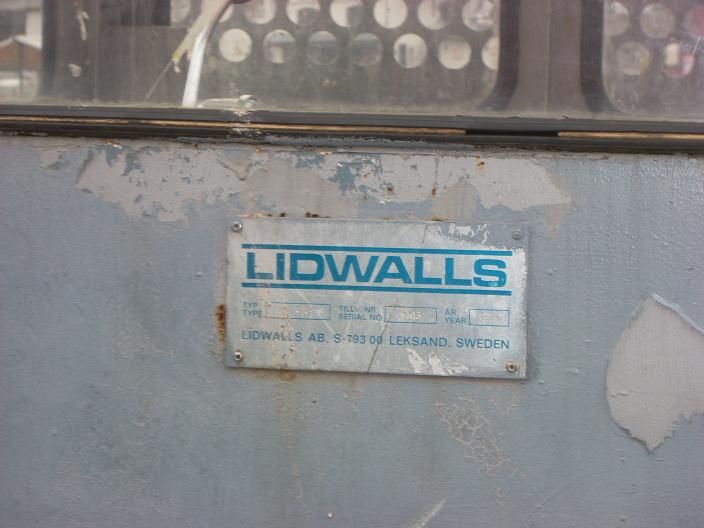 LIDWALLS
TYP TILLV. NR ÅR
TYPE SERIAL NO YEAR
LIDWALLS AB. S-793 00 LEKSAND. SWEDEN